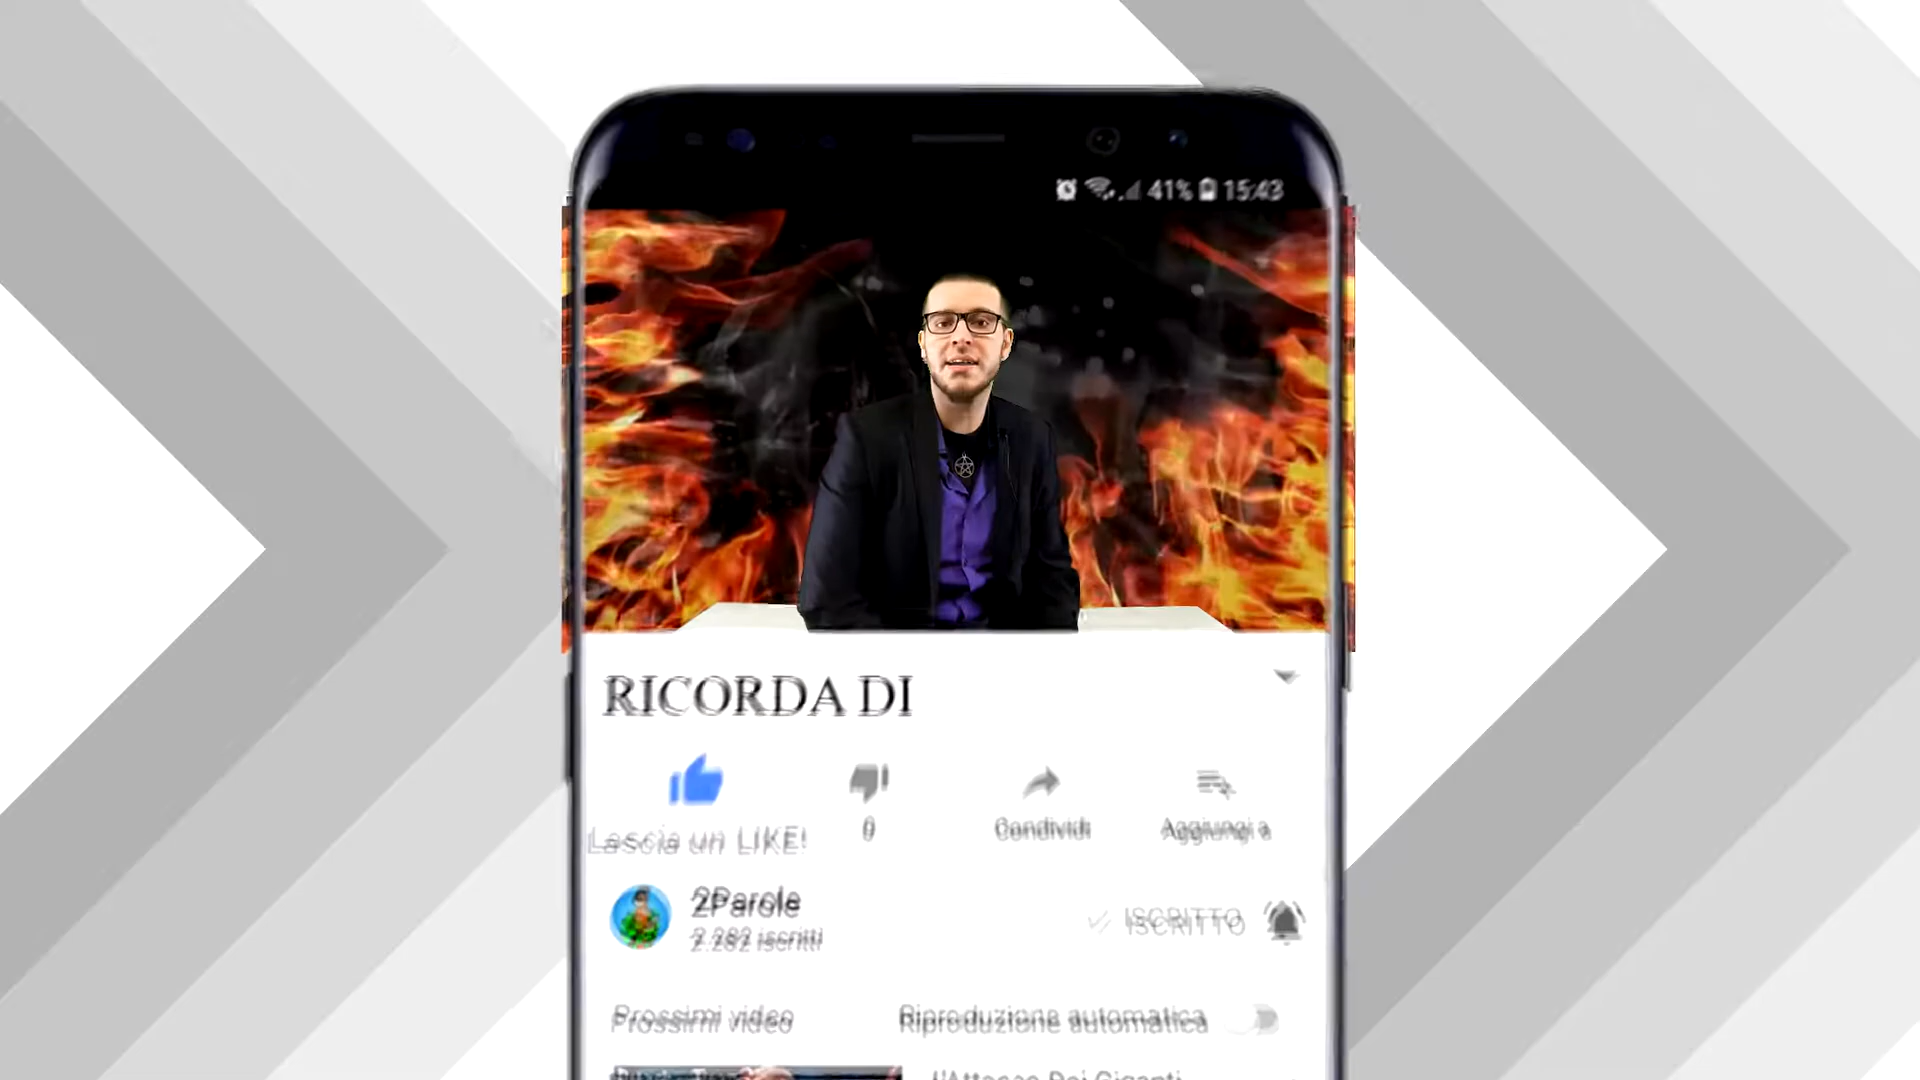 41% 15:43
RICORDA DI
Lascia un LIKE!
0 Condividi Aggiungi a
2Parole
2.282 iscritti
ISCRITTO
Prossimi video Riproduzione automatica